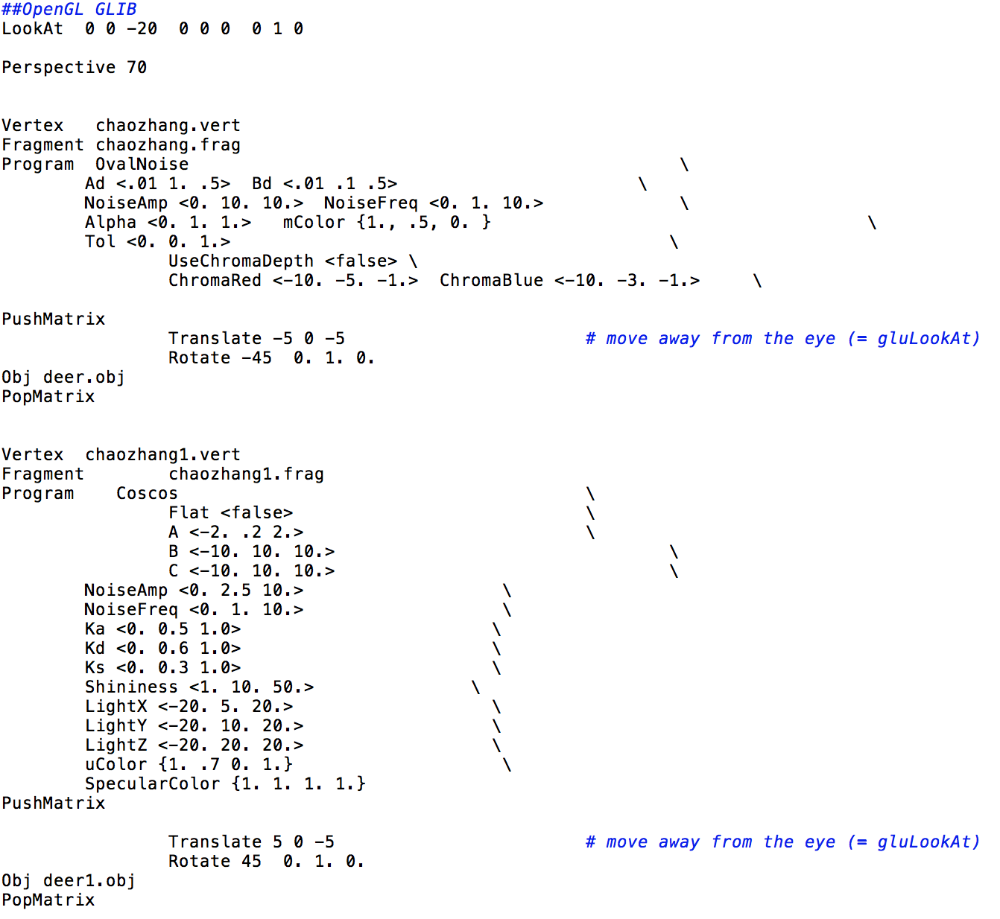 ##OpenGL GLIB
LookAt  0 0 -20  0 0 0  0 1 0
Perspective 70
Vertex   chaozhang.vert
Fragment chaozhang.frag
Program  OvalNoise \
Ad <.01 1. .5>  Bd <.01 .1 .5> \
NoiseAmp <0. 10. 10.>  NoiseFreq <0. 1. 10.> \
Alpha <0. 1. 1.>   mColor {1., .5, 0. } \
Tol <0. 0. 1.> \
UseChromaDepth <false> \
ChromaRed <-10. -5. -1.>  ChromaBlue <-10. -3. -1.> \
PushMatrix
Translate -5 0 -5 # move away from the eye (= gluLookAt)
Rotate -45  0. 1. 0.
Obj deer.obj
PopMatrix
Vertex  chaozhang1.vert
Fragment chaozhang1.frag
Program    Coscos \
Flat <false> \
A <-2. .2 2.> \
B <-10. 10. 10.> \
C <-10. 10. 10.> \
NoiseAmp <0. 2.5 10.> \
NoiseFreq <0. 1. 10.> \
Ka <0. 0.5 1.0> \
Kd <0. 0.6 1.0> \
Ks <0. 0.3 1.0> \
Shininess <1. 10. 50.> \
LightX <-20. 5. 20.> \
LightY <-20. 10. 20.> \
LightZ <-20. 20. 20.> \
uColor {1. .7 0. 1.} \
SpecularColor {1. 1. 1. 1.}
PushMatrix
Translate 5 0 -5 # move away from the eye (= gluLookAt)
Rotate 45  0. 1. 0.
Obj deer1.obj
PopMatrix